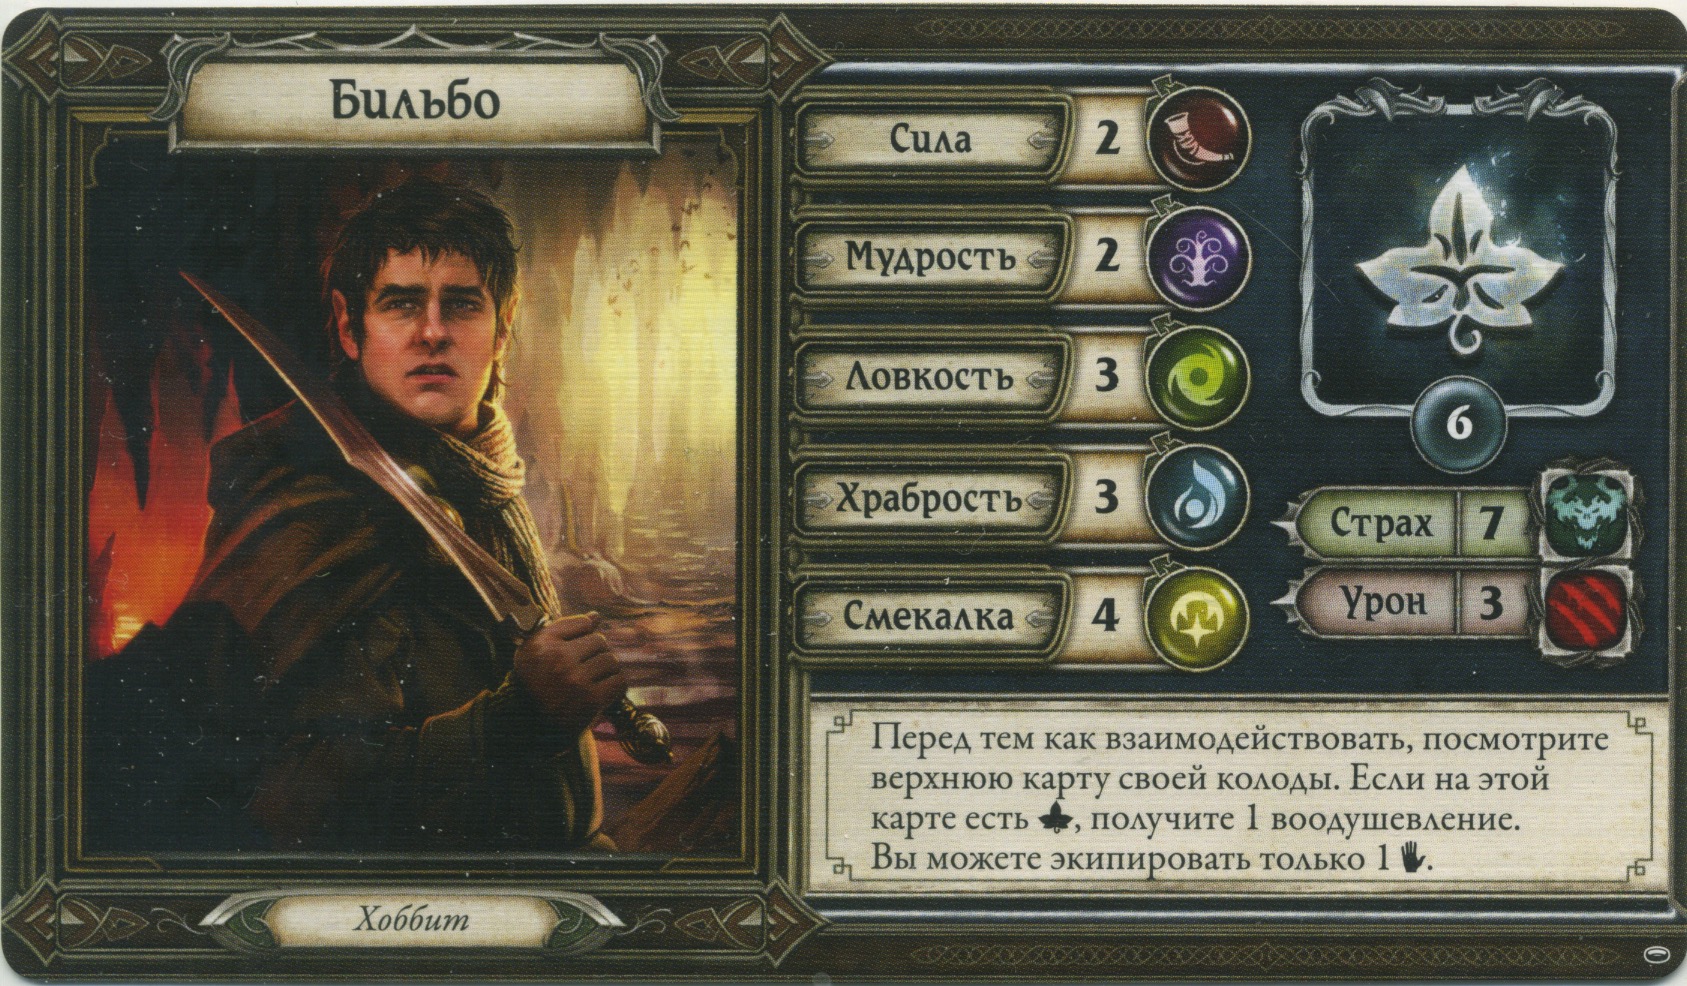 Бильбо
Сила 2
Мудрость 2
Ловкость 3
Храбрость 3
Смекалка 4
6
Страх 7
Урон 3
Перед тем как взаимодействовать, посмотрите
верхнюю карту своей колоды. Если на этой
карте есть , получите 1 воодушевление.
Вы можете экипировать только 1 .
Хоббит